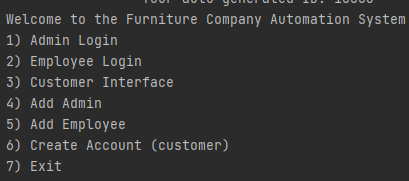 Your auto generated ID: 10000
Welcome to the Furniture Company Automation System
1) Admin Login
2) Employee Login
3) Customer Interface
4) Add Admin
5) Add Employee
6) Create Account (customer)
7) Exit